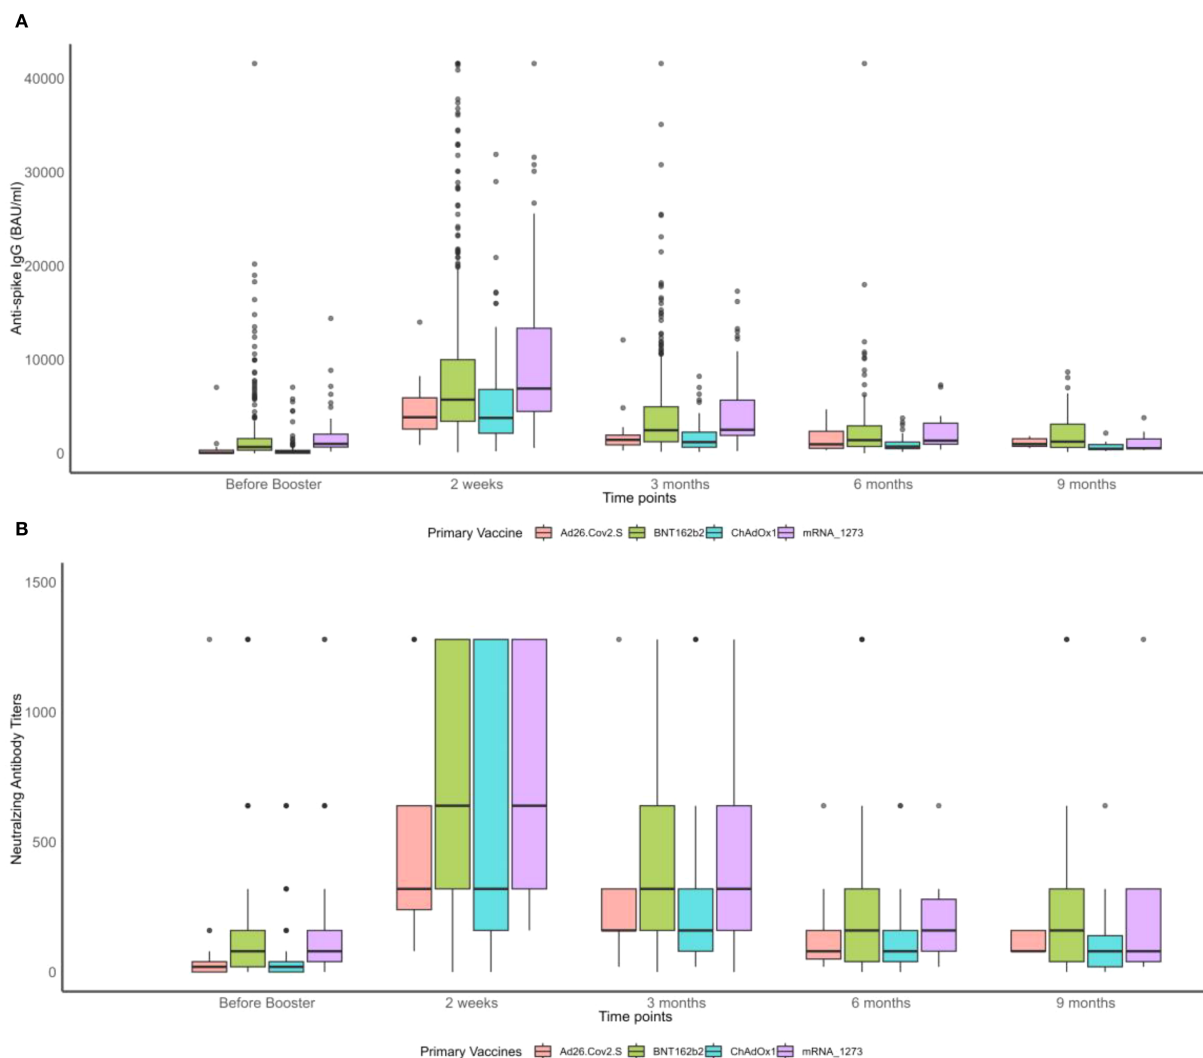 A
Anti-spike IgG (BAU/ml)
40000
30000
20000
10000
0
Before Booster 2 weeks 3 months 6 months 9 months
Time points
Primary Vaccine Ad26.Cov2.S BNT162b2 ChAdOx1 mRNA_1273
B
Neutralzing Antibody Titers
1500
1000
500
0
Before Booster 2 weeks 3 months 6 months 9 months
Time points
Primary Vaccines Ad26.Cov2.S BNT162b2 ChAdOx1 mRNA_1273